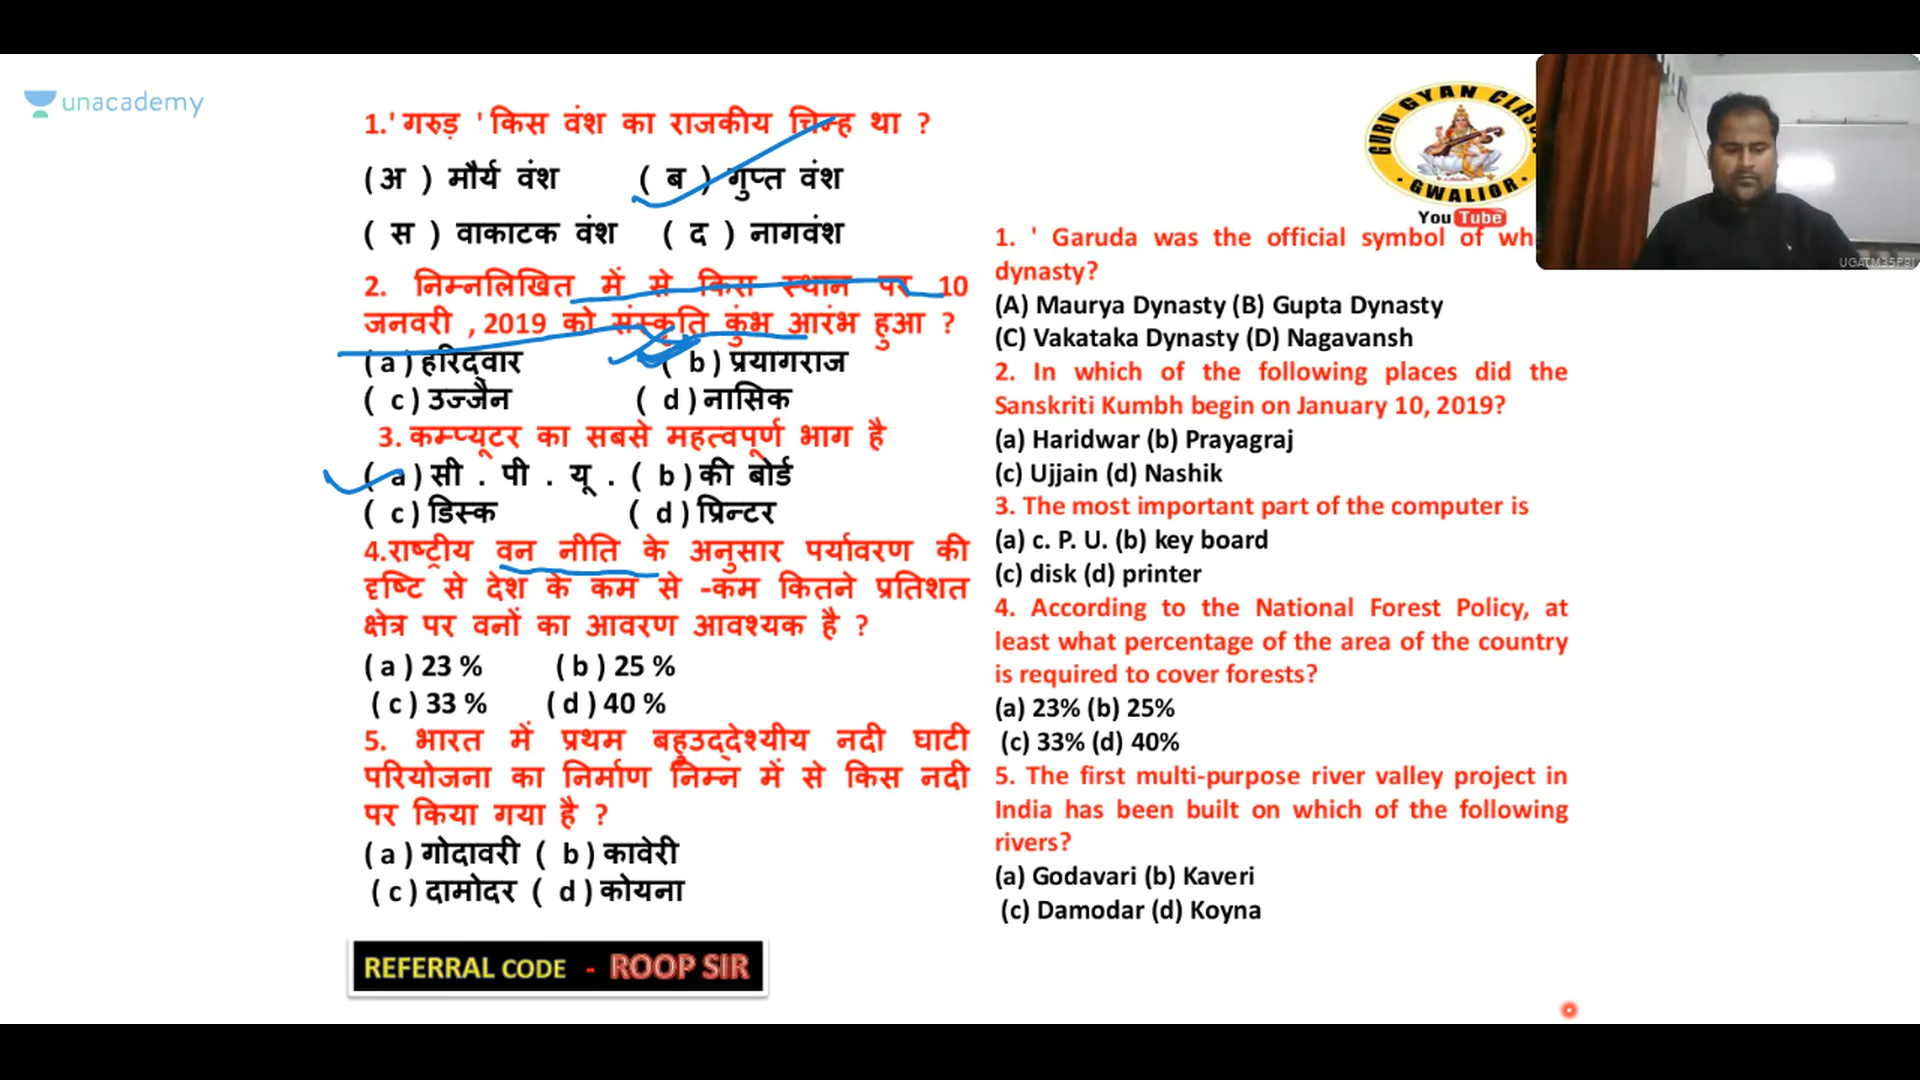 unacademy
1.' गरुड़ ' किस वंश का राजकीय चिन्ह था ?
(अ ) मौर्य वंश ( ब ) गुप्त वंश
( स ) वाकाटक वंश ( द ) नागवंश
2. निम्नलिखित में से किस स्थान पर 10
जनवरी , 2019 को संस्कृति कुंभ आरंभ हुआ ?
( a ) हरिद्वार ( b ) प्रयागराज
( c ) उज्जैन ( d ) नासिक
3. कम्प्यूटर का सबसे महत्वपूर्ण भाग है
( a ) सी . पी . यू . ( b ) की बोर्ड
( c ) डिस्क ( d ) प्रिन्टर
4.राष्ट्रीय वन नीति के अनुसार पर्यावरण की
दृष्टि से देश के कम से -कम कितने प्रतिशत
क्षेत्र पर वनों का आवरण आवश्यक है ?
( a ) 23 % ( b ) 25 %
( c ) 33 % ( d ) 40 %
5. भारत में प्रथम बहुउद्देश्यीय नदी घाटी
परियोजना का निर्माण निम्न में से किस नदी
पर किया गया है ?
( a ) गोदावरी ( b ) कावेरी
( c ) दामोदर ( d ) कोयना
REFERRAL CODE - ROOP SIR
GURU GYAN CLASS
• GWALIOR •
You Tube
1. ' Garuda was the official symbol of wh
dynasty?
(A) Maurya Dynasty (B) Gupta Dynasty
(C) Vakataka Dynasty (D) Nagavansh
2. In which of the following places did the
Sanskriti Kumbh begin on January 10, 2019?
(a) Haridwar (b) Prayagraj
(c) Ujjain (d) Nashik
3. The most important part of the computer is
(a) c. P. U. (b) key board
(c) disk (d) printer
4. According to the National Forest Policy, at
least what percentage of the area of the country
is required to cover forests?
(a) 23% (b) 25%
(c) 33% (d) 40%
5. The first multi-purpose river valley project in
India has been built on which of the following
rivers?
(a) Godavari (b) Kaveri
(c) Damodar (d) Koyna